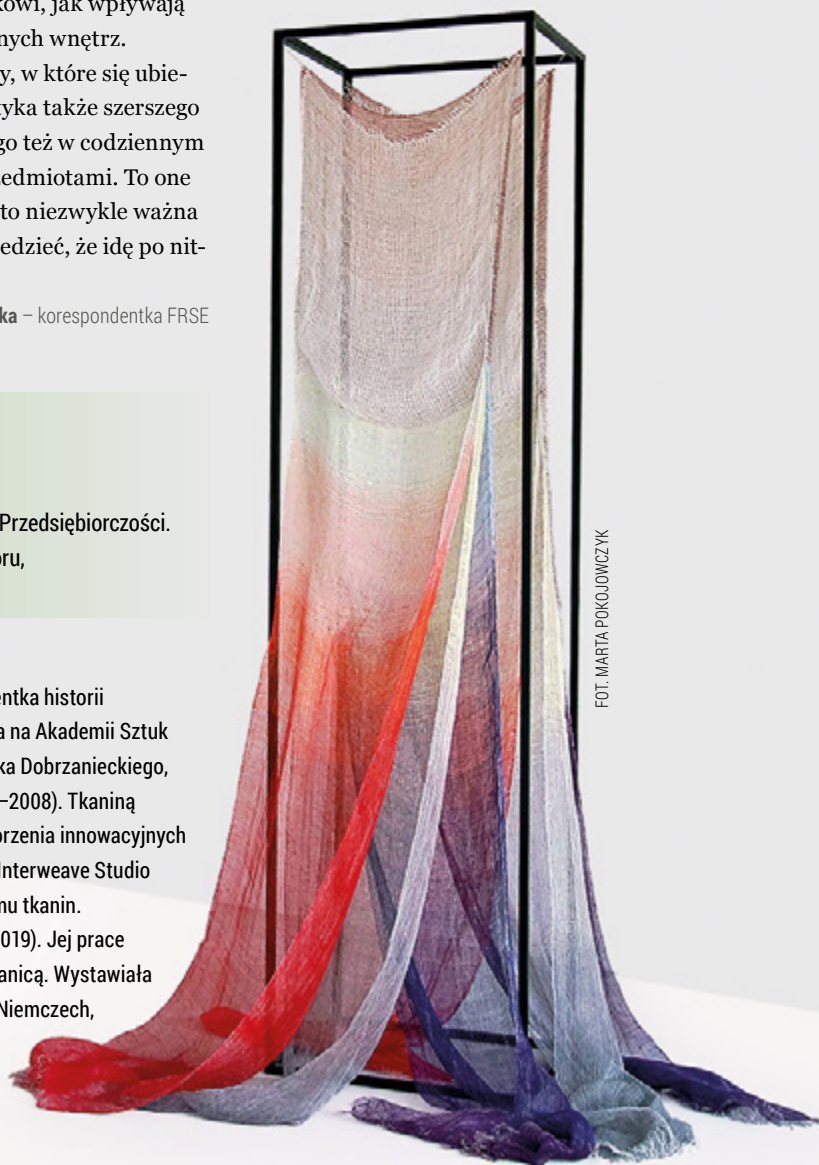 kowi, jak wpływają
nych wnętrz.
y, w które się ubie-
tyka także szerszego
go też w codziennym
zedmiotami. To one
to niezwykle ważna
edzieć, że idę po nit-
ka – korespondentka FRSE
Przedsiębiorczości.
oru,
entka historii
a na Akademii Sztuk
ka Dobrzanieckiego,
–2008). Tkaniną
orzenia innowacyjnych
Interweave Studio
mu tkanin.
019). Jej prace
anicą. Wystawiała
Niemczech,
FOT. MARTA POKOJOWCZYK